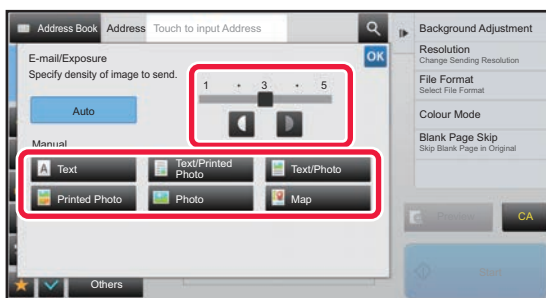 Address Book Address Touch to input Address
E-mail/Exposure
OK
Specify density of image to send.
1 • 3 • 5
Auto
Manual
A Text
Text/Printed
Photo
Text/Photo
Printed Photo
Photo
Map
Others
Background Adjustment
Resolution
Change Sending Resolution
File Format
Select File Format
Colour Mode
Blank Page Skip
Skip Blank Page in Original
Preview
CA
Start